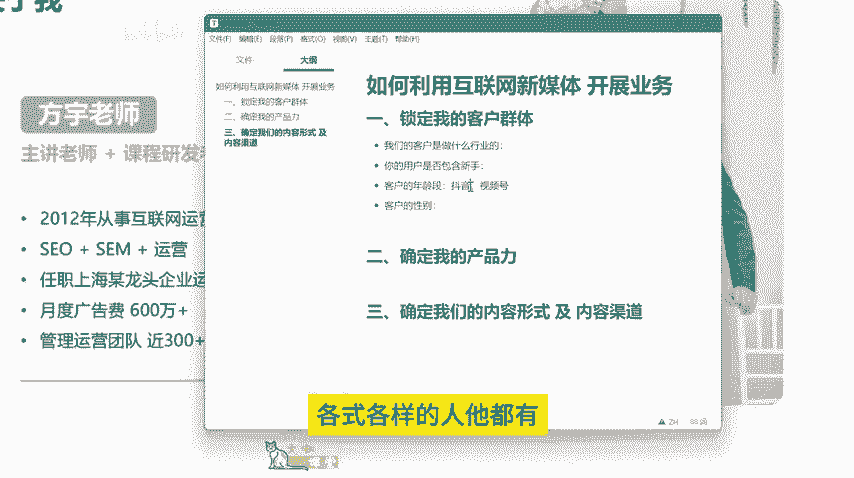 方宇老师
主讲老师 + 课程研发
• 2012年从事互联网运营
• SEO + SEM + 运营
• 任职上海某龙头企业运
• 月度广告费 600万+
• 管理运营团队 近300+
T
文件(F) 编辑(E) 段落(P) 格式(O) 视图(V) 主题(T) 帮助(H)
文件 大纲
如何利用互联网新媒体 开展业务
一、锁定我的客户群体
二、确定我的产品力
三、确定我们的内容形式 及
内容渠道
如何利用互联网新媒体 开展业务
一、锁定我的客户群体
• 我们的客户是做什么行业的：
• 你的用户是否包含新手：
• 客户的年龄段：抖音 视频号
• 客户的性别：
二、确定我的产品力
三、确定我们的内容形式 及 内容渠道
ZH
各式各样的人他都有